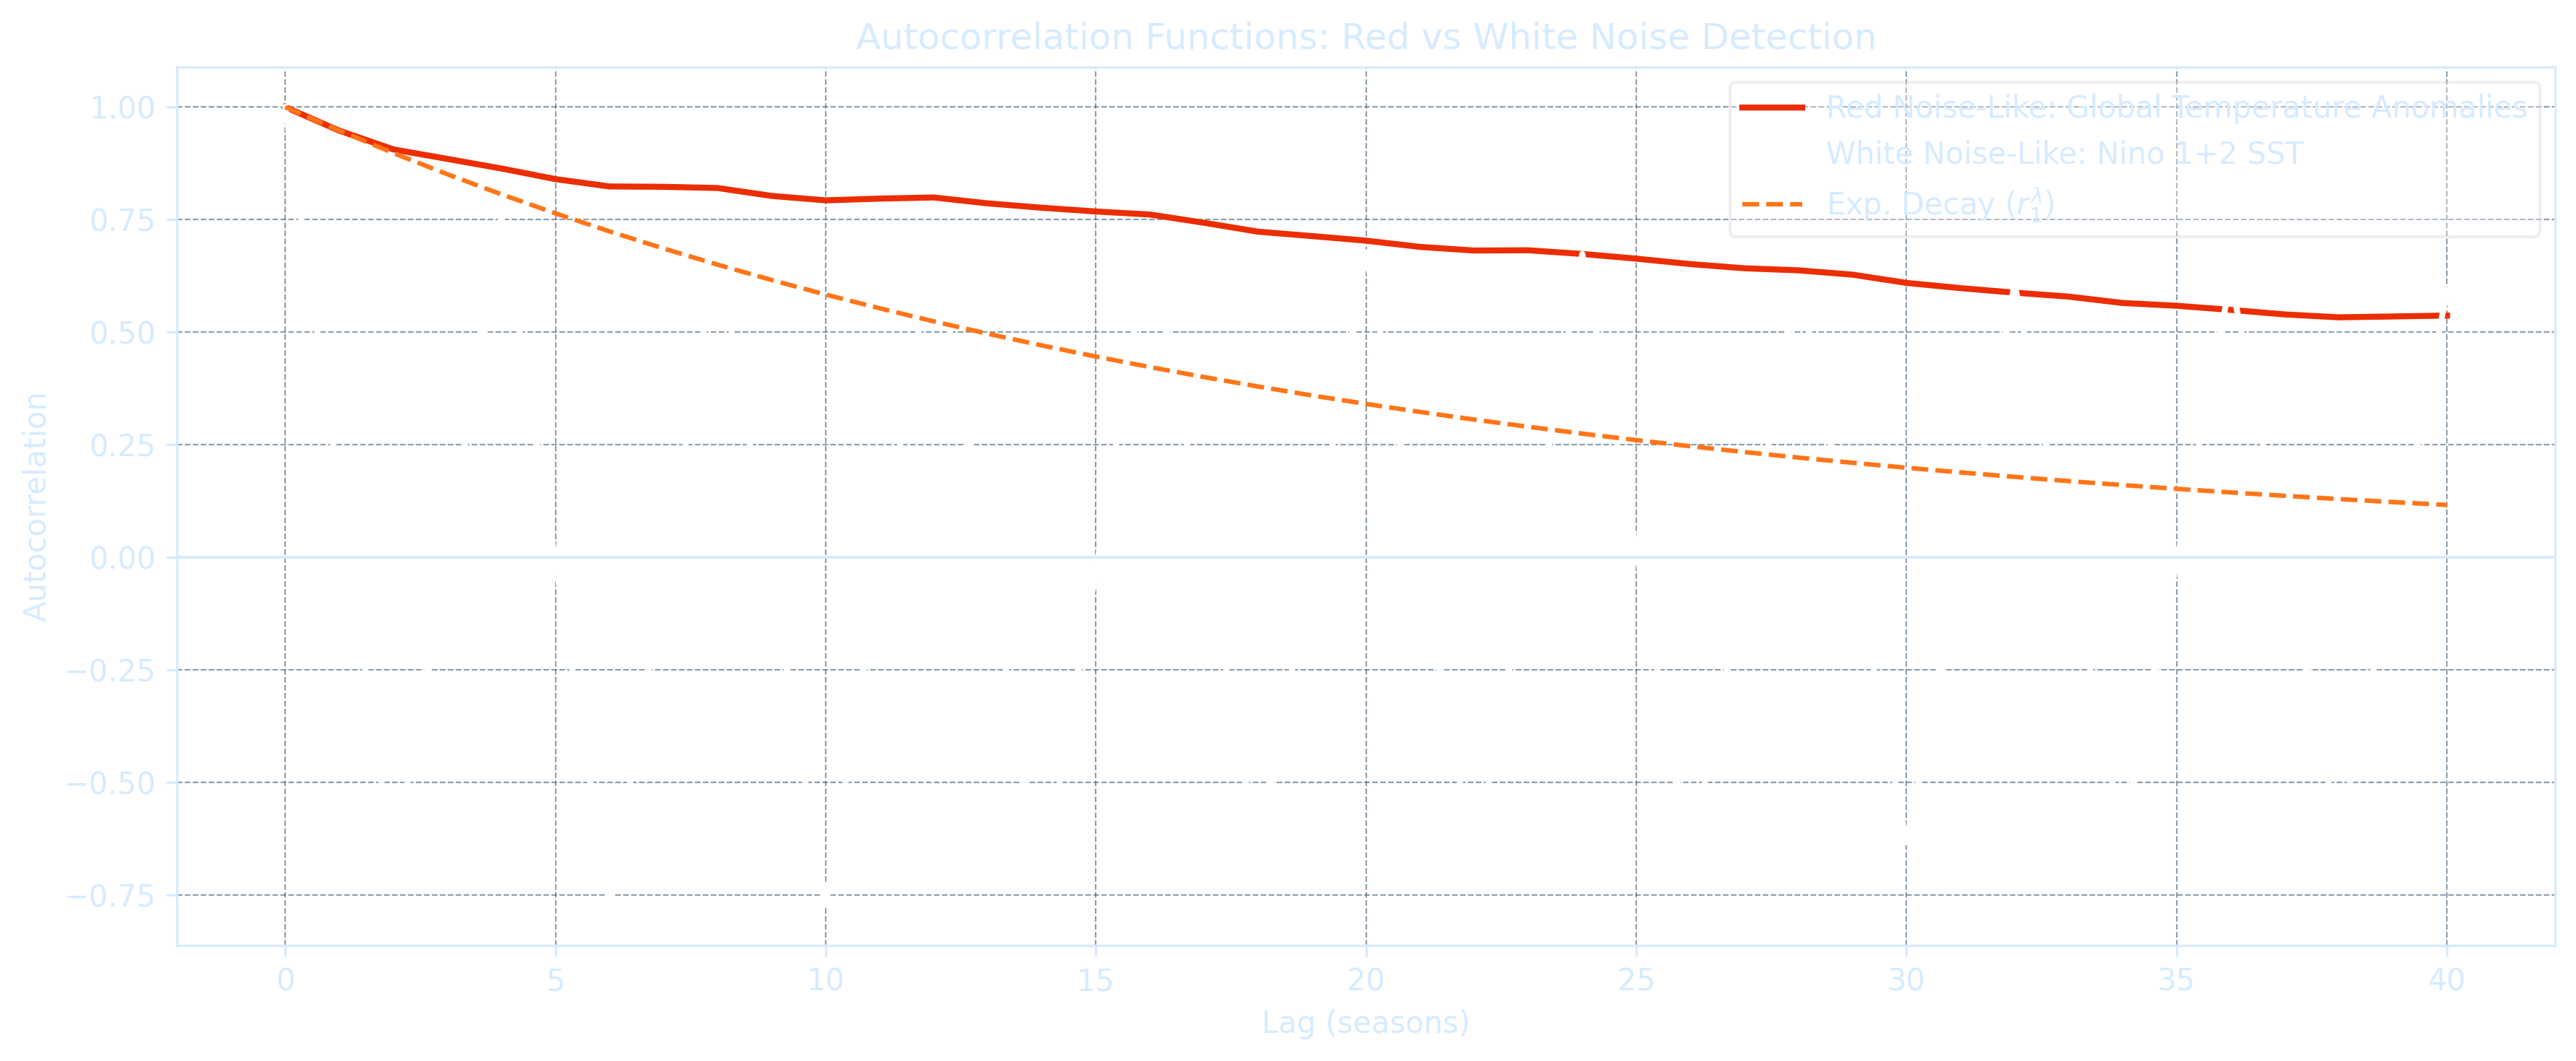 Autocorrelation Functions: Red vs White Noise Detection
Red Noise-Like: Global Temperature Anomalies
White Noise-Like: Nino 1+2 SST
Exp. Decay (r₁^λ)
Autocorrelation
1.00
0.75
0.50
0.25
0.00
−0.25
−0.50
−0.75
0 5 10 15 20 25 30 35 40
Lag (seasons)